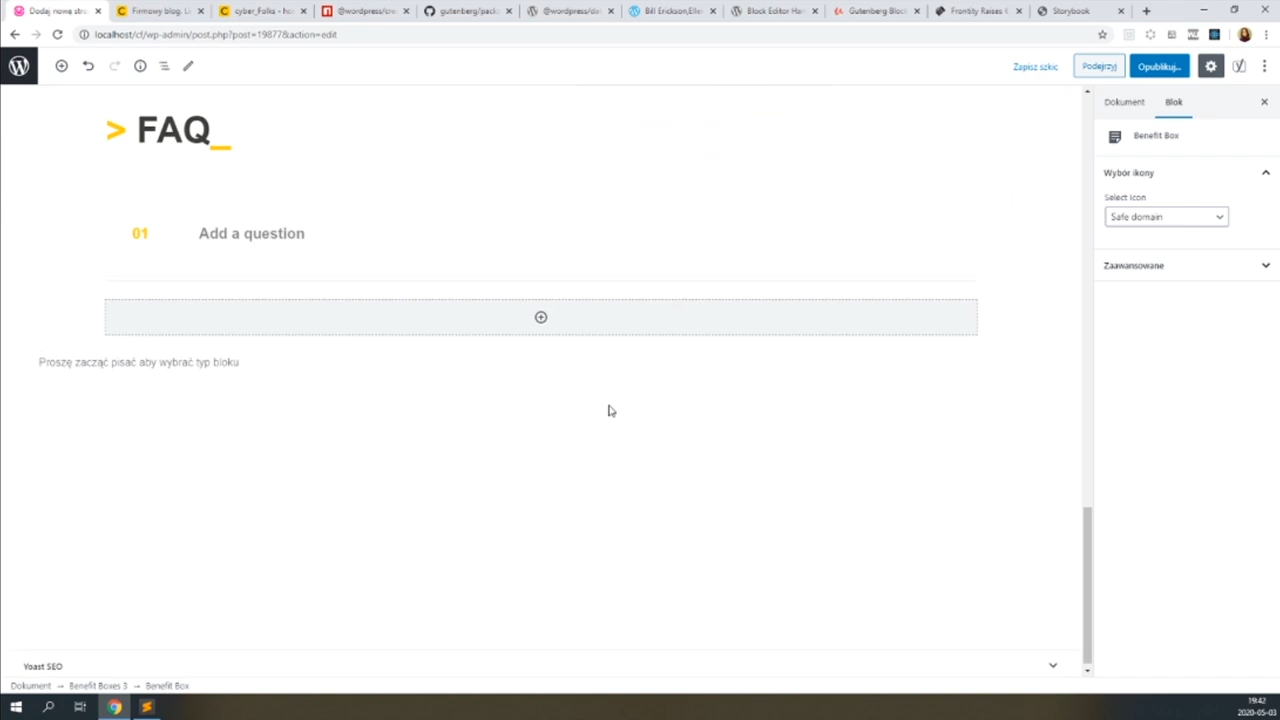 Dodaj nową stro
Firmowy blog. Li
cyber_Folks - ho
@wordpress/cre
gutenberg/pack
@wordpress/da
Bill Erickson,Elle
Block Editor Han
Gutenberg Block
Frontity Raises €
Storybook
localhost/cf/wp-admin/post.php?post=19877&action=edit
Zapisz szkic
Podejrzyj
Opublikuj...
> FAQ_
Dokument
Blok
Benefit Box
Wybór ikony
Select Icon
Safe domain
Zaawansowane
01 Add a question
Proszę zacząć pisać aby wybrać typ bloku
Yoast SEO
Dokument → Benefit Boxes 3 → Benefit Box
19:42
2020-05-03